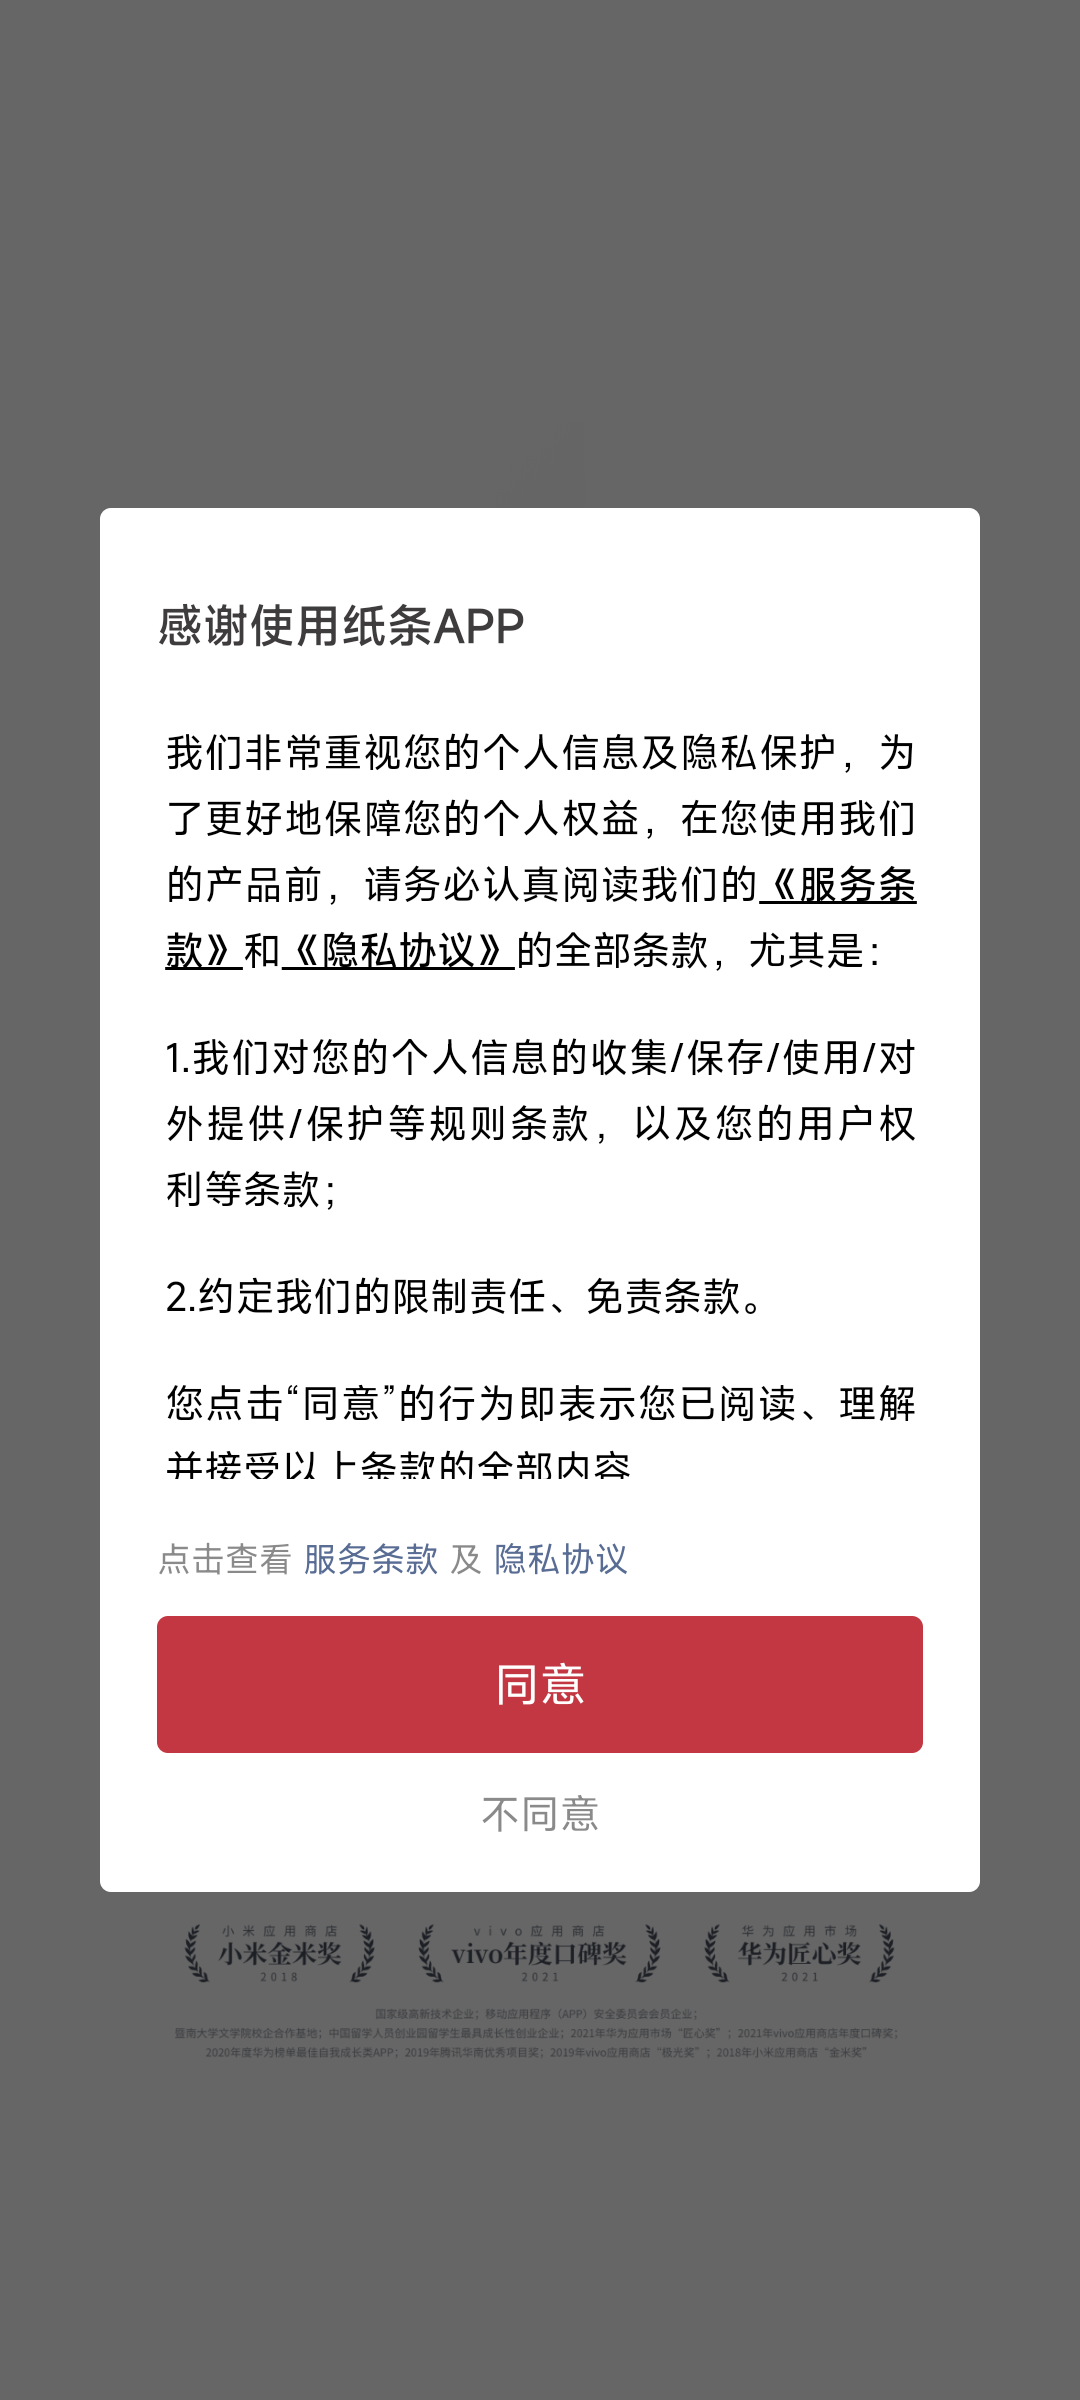 感谢使用纸条APP
我们非常重视您的个人信息及隐私保护，为
了更好地保障您的个人权益，在您使用我们
的产品前，请务必认真阅读我们的《服务条
款》和《隐私协议》的全部条款，尤其是：
1.我们对您的个人信息的收集/保存/使用/对
外提供/保护等规则条款，以及您的用户权
利等条款；
2.约定我们的限制责任、免责条款。
您点击“同意”的行为即表示您已阅读、理解
并接受以上条款的全部内容
点击查看 服务条款 及 隐私协议
同意
不同意
小米应用商店
小米金米奖
2018
vivo应用商店
vivo年度口碑奖
2021
华为应用市场
华为匠心奖
2021
国家级高新技术企业；移动应用程序（APP）安全委员会会员企业；
暨南大学文学院校企合作基地；中国留学人员创业园留学生最具成长性创业企业；2021年华为应用市场“匠心奖”；2021年vivo应用商店年度口碑奖；
2020年度华为榜单最佳自我成长类APP；2019年腾讯华南优秀项目奖；2019年vivo应用商店“极光奖”；2018年小米应用商店“金米奖”